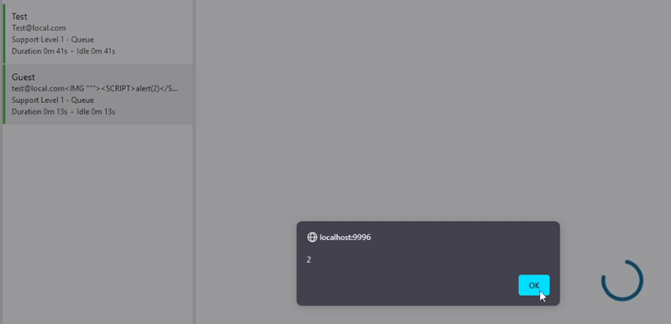 Test
Test@local.com
Support Level 1 - Queue
Duration 0m 41s - Idle 0m 41s
Guest
test@local.com<IMG """><SCRIPT>alert(2)</S...
Support Level 1 - Queue
Duration 0m 13s - Idle 0m 13s
localhost:9996
2
OK